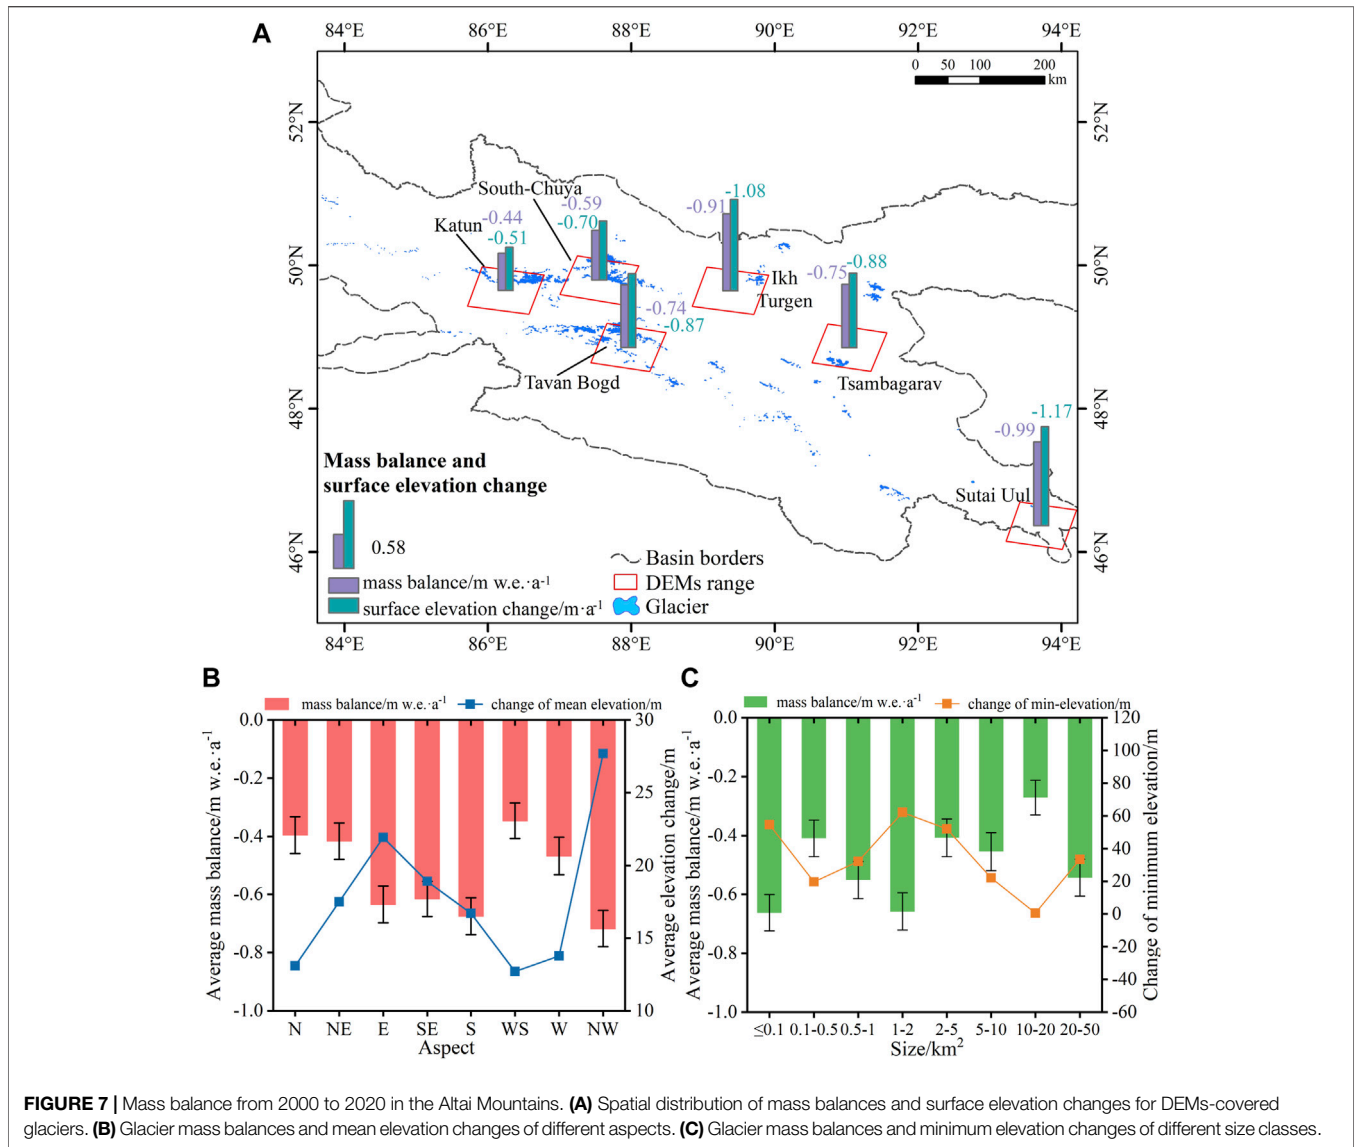 A
84°E 86°E 88°E 90°E 92°E 94°E
0 50 100 200
km
52°N 52°N
South-Chuya
-1.08
-0.59
-0.91
-0.44
-0.70
Katun
-0.51
-0.88
50°N 50°N
-0.75
Ikh
Turgen
-0.74
-0.87
Tavan Bogd
Tsambagarav
48°N 48°N
-1.17
-0.99
Mass balance and
surface elevation change
Sutai Uul
0.58
46°N 46°N
Basin borders
mass balance/m w.e.·a⁻¹
DEMs range
surface elevation change/m·a⁻¹
Glacier
84°E 86°E 88°E 90°E 92°E 94°E
B
mass balance/m w.e.·a⁻¹ change of mean elevation/m
0.0 -0.2 -0.4 -0.6 -0.8 -1.0
Average mass balance/m w.e.·a⁻¹
30 25 20 15 10
Average elevation change/m
N NE E SE S WS W NW
Aspect
C
mass balance/m w.e.·a⁻¹ change of min-elevation/m
0.0 -0.2 -0.4 -0.6 -0.8 -1.0
Average mass balance/m w.e.·a⁻¹
120 100 80 60 40 20 0 -20 -40 -60
Change of minimum elevation/m
≤0.1 0.1-0.5 0.5-1 1-2 2-5 5-10 10-20 20-50
Size/km²
FIGURE 7 | Mass balance from 2000 to 2020 in the Altai Mountains. (A) Spatial distribution of mass balances and surface elevation changes for DEMs-covered
glaciers. (B) Glacier mass balances and mean elevation changes of different aspects. (C) Glacier mass balances and minimum elevation changes of different size classes.